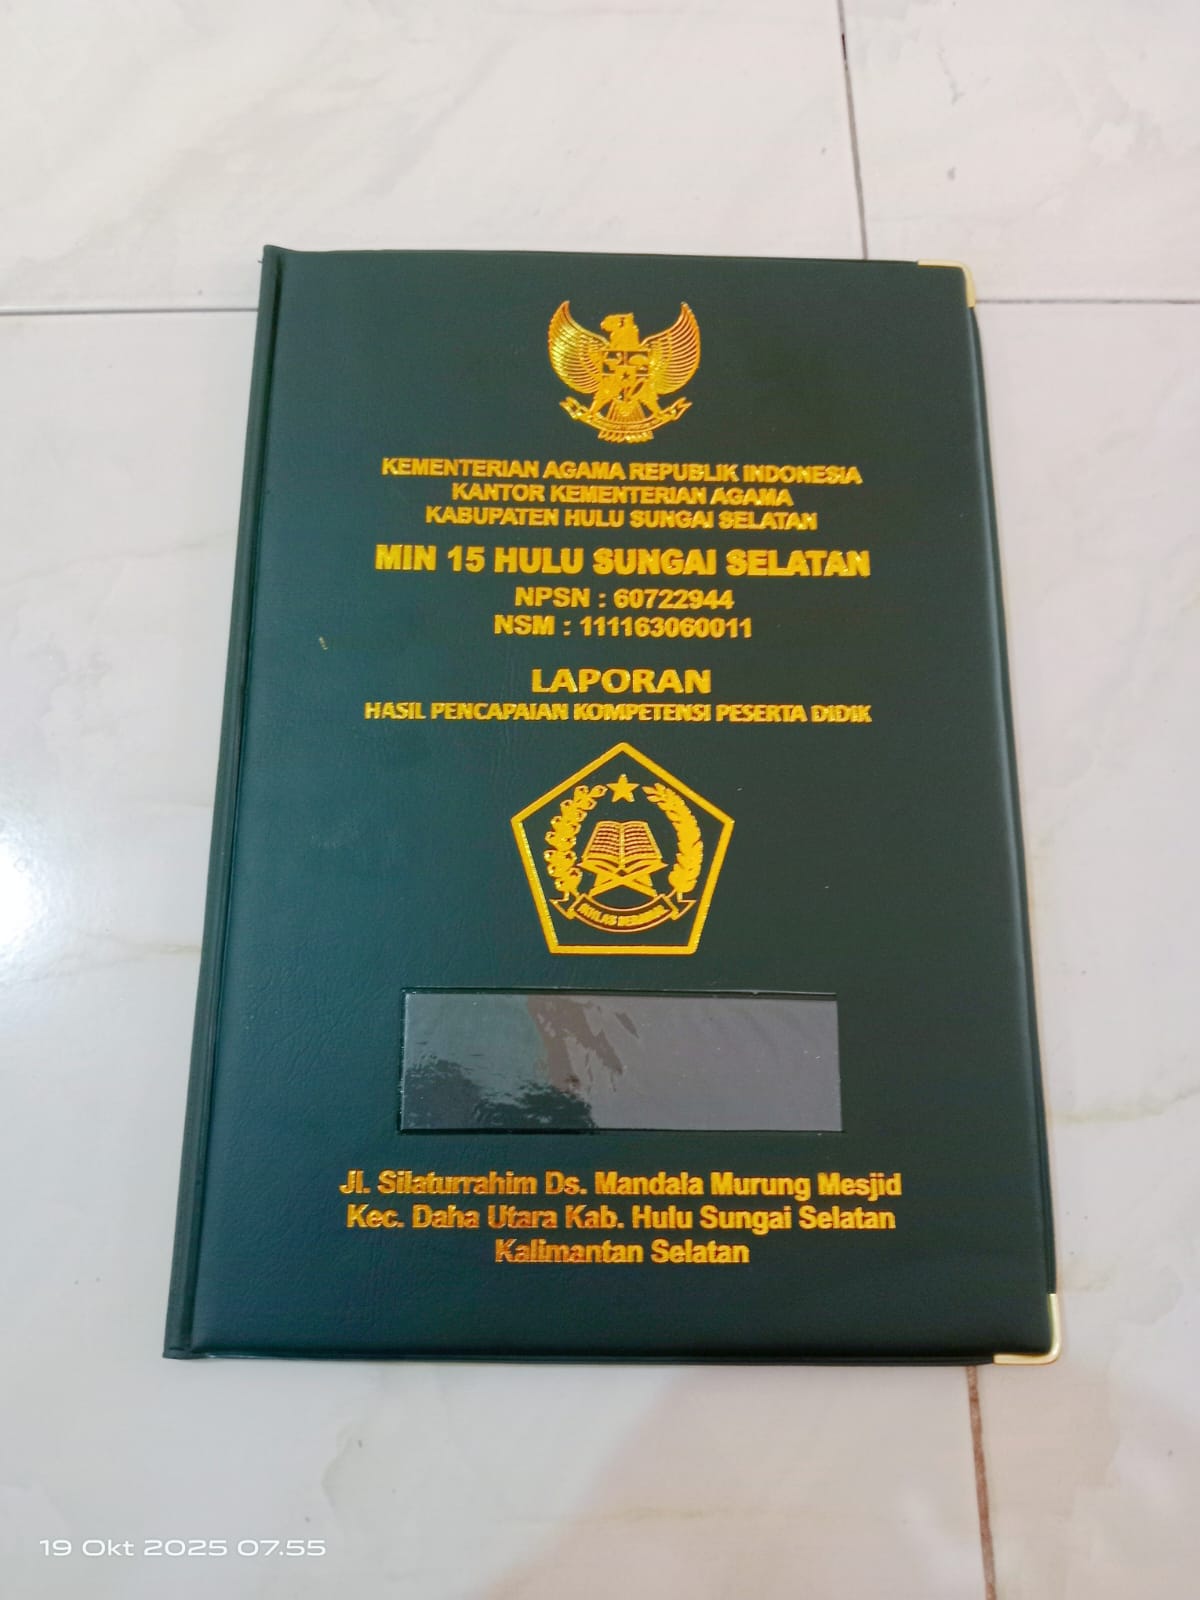 KEMENTERIAN AGAMA REPUBLIK INDONESIA
KANTOR KEMENTERIAN AGAMA
KABUPATEN HULU SUNGAI SELATAN
MIN 15 HULU SUNGAI SELATAN
NPSN : 60722944
NSM : 111163060011
LAPORAN
HASIL PENCAPAIAN KOMPETENSI PESERTA DIDIK
IKHLAS BERAMAL
Jl. Silaturrahim Ds. Mandala Murung Mesjid
Kec. Daha Utara Kab. Hulu Sungai Selatan
Kalimantan Selatan
19 Okt 2025 07.55